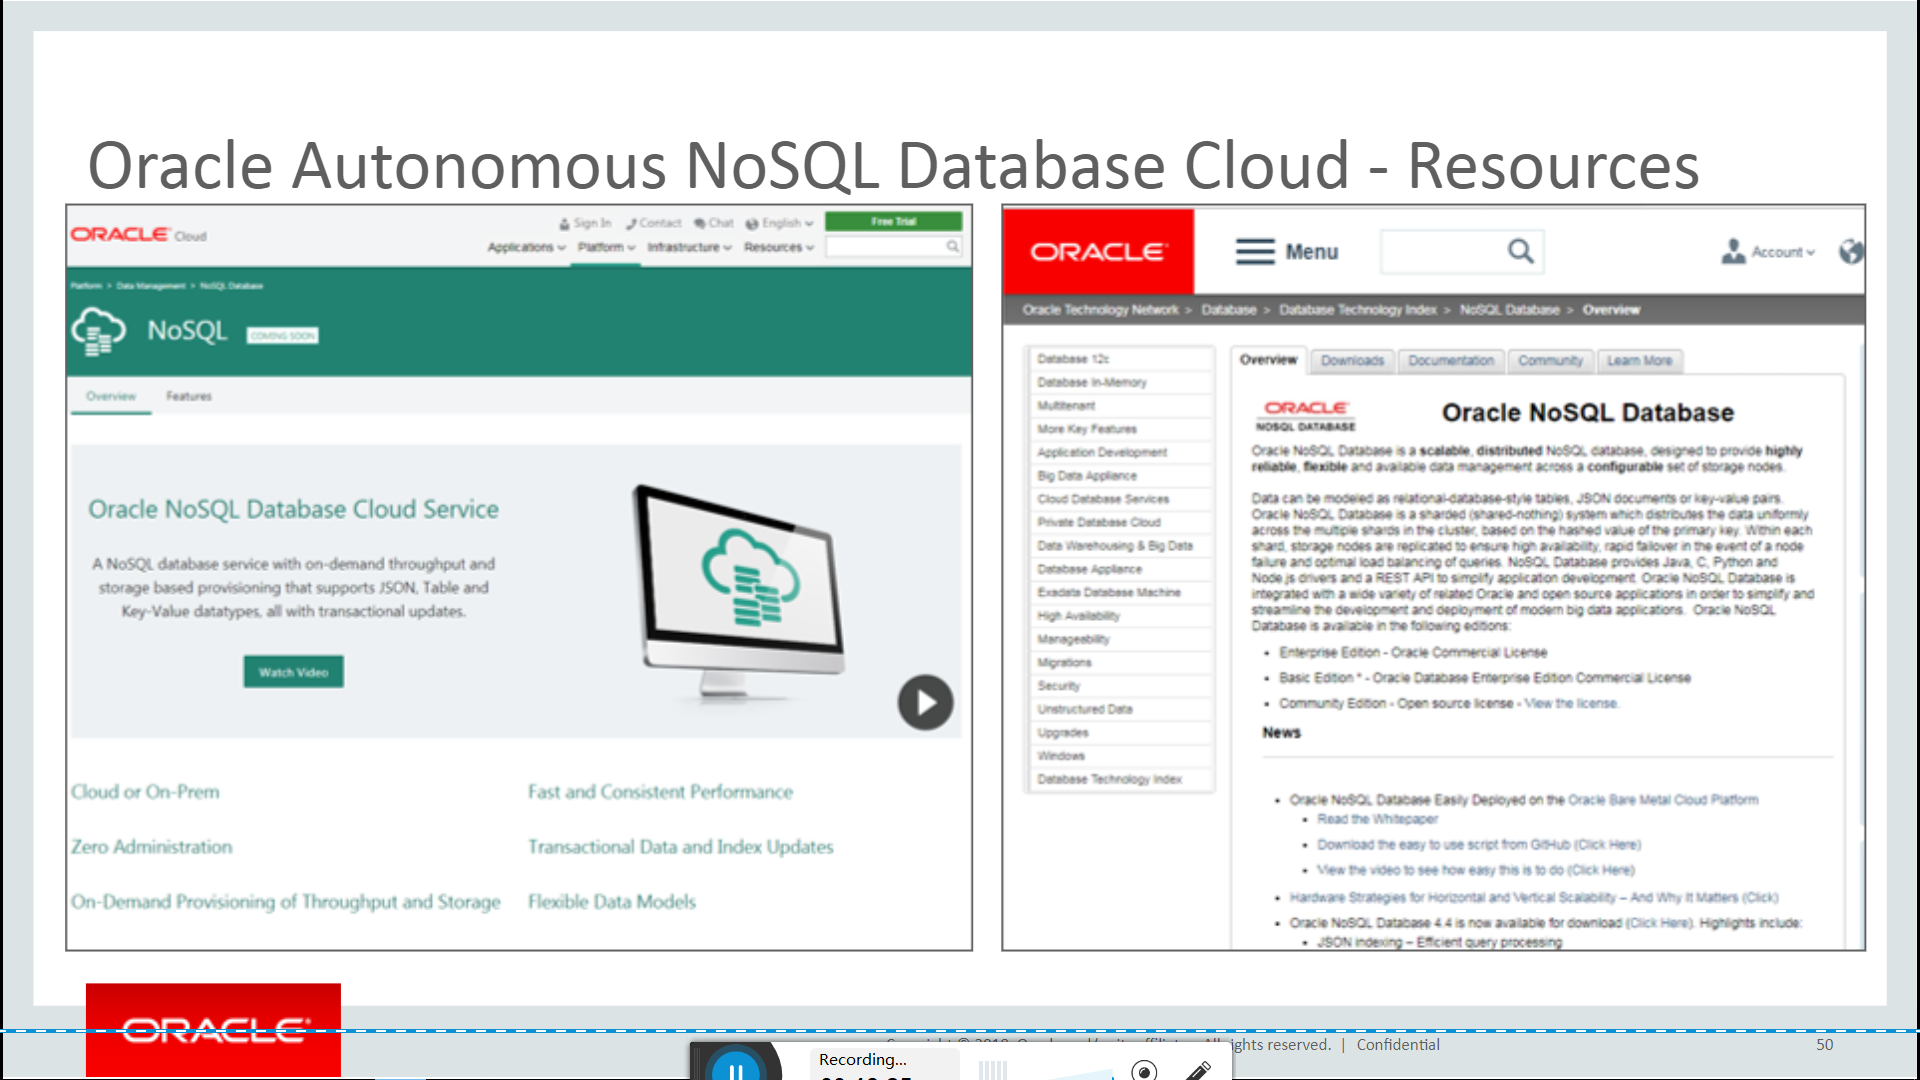 Oracle Autonomous NoSQL Database Cloud - Resources
ORACLE Cloud
Sign In Contact Chat English
Free Trial
Applications Platform Infrastructure Resources
Platform > Data Management > NoSQL Database
NoSQL COMING SOON
Overview Features
Oracle NoSQL Database Cloud Service
A NoSQL database service with on-demand throughput and
storage based provisioning that supports JSON, Table and
Key-Value datatypes, all with transactional updates.
Watch Video
Cloud or On-Prem
Fast and Consistent Performance
Zero Administration
Transactional Data and Index Updates
On-Demand Provisioning of Throughput and Storage
Flexible Data Models
ORACLE
Menu
Account
Oracle Technology Network > Database > Database Technology Index > NoSQL Database > Overview
Database 12c
Database In-Memory
Multitenant
More Key Features
Application Development
Big Data Appliance
Cloud Database Services
Private Database Cloud
Data Warehousing & Big Data
Database Appliance
Exadata Database Machine
High Availability
Manageability
Migrations
Security
Unstructured Data
Upgrades
Windows
Database Technology Index
Overview Downloads Documentation Community Learn More
ORACLE
NOSQL DATABASE
Oracle NoSQL Database
Oracle NoSQL Database is a scalable, distributed NoSQL database, designed to provide highly
reliable, flexible and available data management across a configurable set of storage nodes.
Data can be modeled as relational-database-style tables, JSON documents or key-value pairs.
Oracle NoSQL Database is a sharded (shared-nothing) system which distributes the data uniformly
across the multiple shards in the cluster, based on the hashed value of the primary key. Within each
shard, storage nodes are replicated to ensure high availability, rapid failover in the event of a node
failure and optimal load balancing of queries. NoSQL Database provides Java, C, Python and
Node.js drivers and a REST API to simplify application development. Oracle NoSQL Database is
integrated with a wide variety of related Oracle and open source applications in order to simplify and
streamline the development and deployment of modern big data applications. Oracle NoSQL
Database is available in the following editions:
• Enterprise Edition - Oracle Commercial License
• Basic Edition * - Oracle Database Enterprise Edition Commercial License
• Community Edition - Open source license - View the license.
News
• Oracle NoSQL Database Easily Deployed on the Oracle Bare Metal Cloud Platform
• Read the Whitepaper
• Download the easy to use script from GitHub (Click Here)
• View the video to see how easy this is to do (Click Here)
• Hardware Strategies for Horizontal and Vertical Scalability – And Why It Matters (Click)
• Oracle NoSQL Database 4.4 is now available for download (Click Here). Highlights include:
• JSON indexing – Efficient query processing
ORACLE
rights reserved. | Confidential
50
Recording...